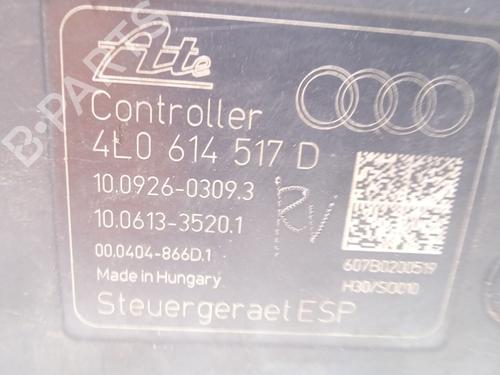 B-PARTS
Ate
Controller
4L0 614 517 D
10.0926-0309.3
10.0613-3520.1
00.0404-866D.1
Made in Hungary
Steuergeraet ESP
RV
607B0200519
H30/S0010